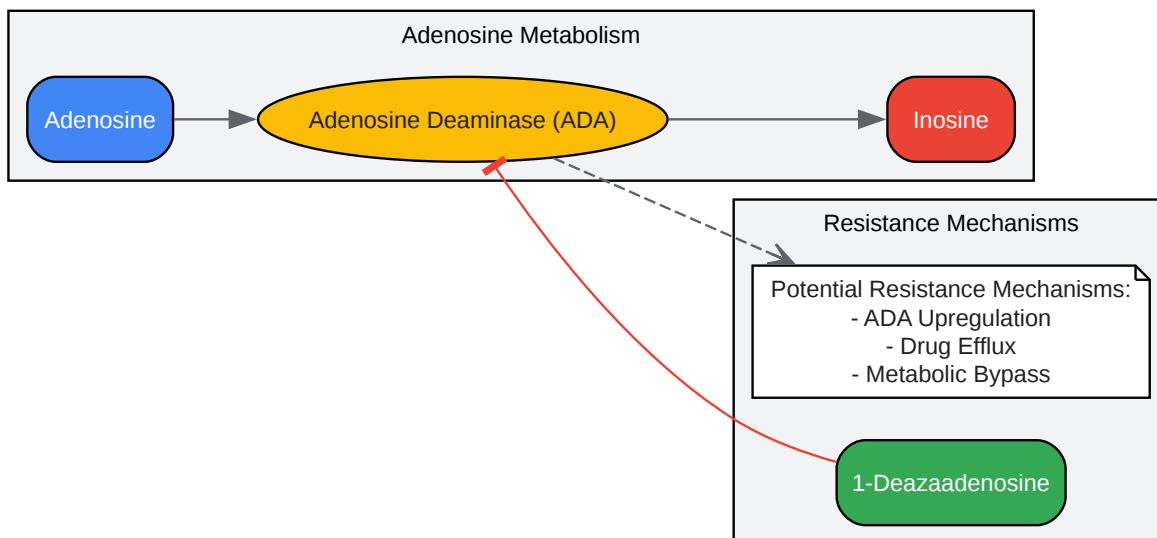 Adenosine Metabolism
Adenosine
Adenosine Deaminase (ADA)
Inosine
Resistance Mechanisms
Potential Resistance Mechanisms:
- ADA Upregulation
- Drug Efflux
- Metabolic Bypass
1-Deazaadenosine